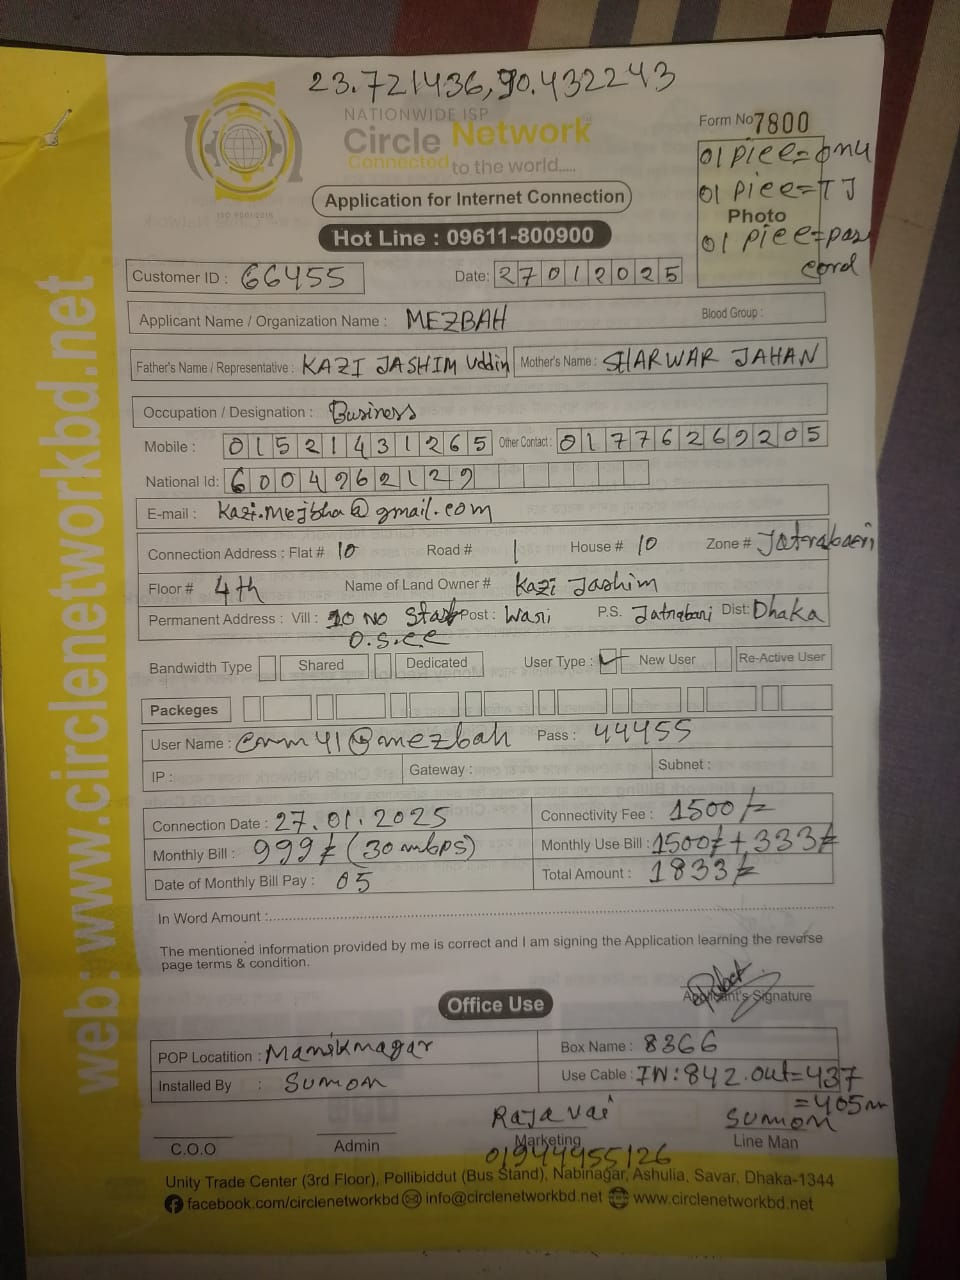 23.721436, 90.432243
NATIONWIDE ISP
Circle Network
Connected to the world.....
Form No 7800
01 piee=onu
01 piee=TJ
Photo
01 piee=pas
cord
ISO 9001:2015
Application for Internet Connection
Hot Line : 09611-800900
Customer ID : 66455
Date: 27012025
Applicant Name / Organization Name : MEZBAH
Blood Group :
Father's Name / Representative : KAZI JASHIM Uddin
Mother's Name : SHARWAR JAHAN
Occupation / Designation : Business
Mobile : 01521431265 Other Contact : 01776269205
National Id: 6004962129
E-mail : kazi.mejbha@gmail.com
Connection Address : Flat # 10 Road # 1 House # 10 Zone # Jatrabaeri
Floor # 4th Name of Land Owner # Kazi Jashim
Permanent Address : Vill : 10 NO Post : Wari P.S. Jatrabari Dist: Dhaka
Bandwidth Type Shared Dedicated User Type : ✓ New User Re-Active User
Packeges
User Name : cnm41@mezbah Pass : 44455
IP : Gateway : Subnet :
Connection Date : 27.01.2025 Connectivity Fee : 1500/=
Monthly Bill : 999/= (30 mbps) Monthly Use Bill : 1500/=+333/=
Date of Monthly Bill Pay : 05 Total Amount : 1833/=
In Word Amount :
The mentioned information provided by me is correct and I am signing the Application learning the reverse
page terms & condition.
Applicant's Signature
Office Use
POP Locatition : Maniknagar Box Name : 8366
Installed By : Sumon Use Cable : IN:842.out=437
=405m
Raja vai Sumon
C.O.O Admin Marketing Line Man
01944455126
Unity Trade Center (3rd Floor), Pollibiddut (Bus Stand), Nabinagar, Ashulia, Savar, Dhaka-1344
facebook.com/circlenetworkbd info@circlenetworkbd.net www.circlenetworkbd.net
web: www.circlenetworkbd.net